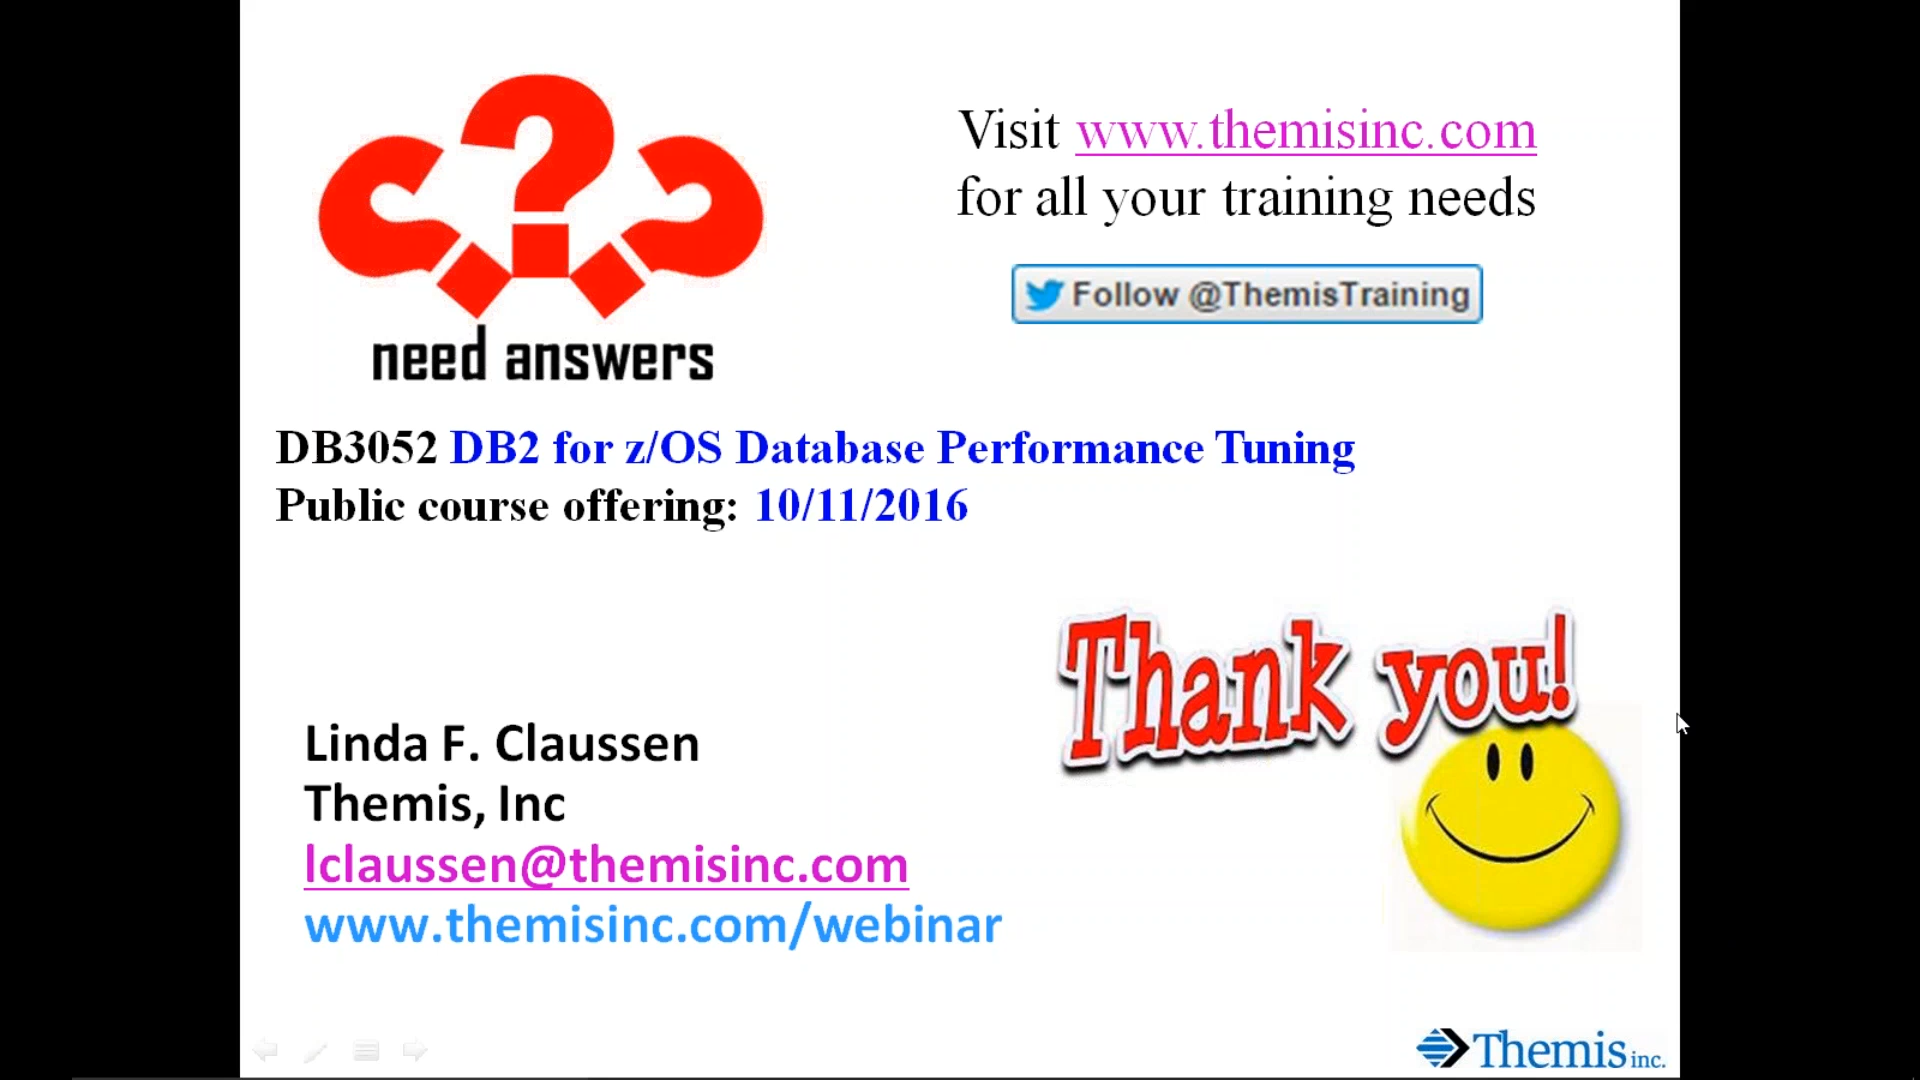 need answers
Visit www.themisinc.com
for all your training needs
Follow @ThemisTraining
DB3052 DB2 for z/OS Database Performance Tuning
Public course offering: 10/11/2016
Thank you!
Linda F. Claussen
Themis, Inc
lclaussen@themisinc.com
www.themisinc.com/webinar
Themis inc.